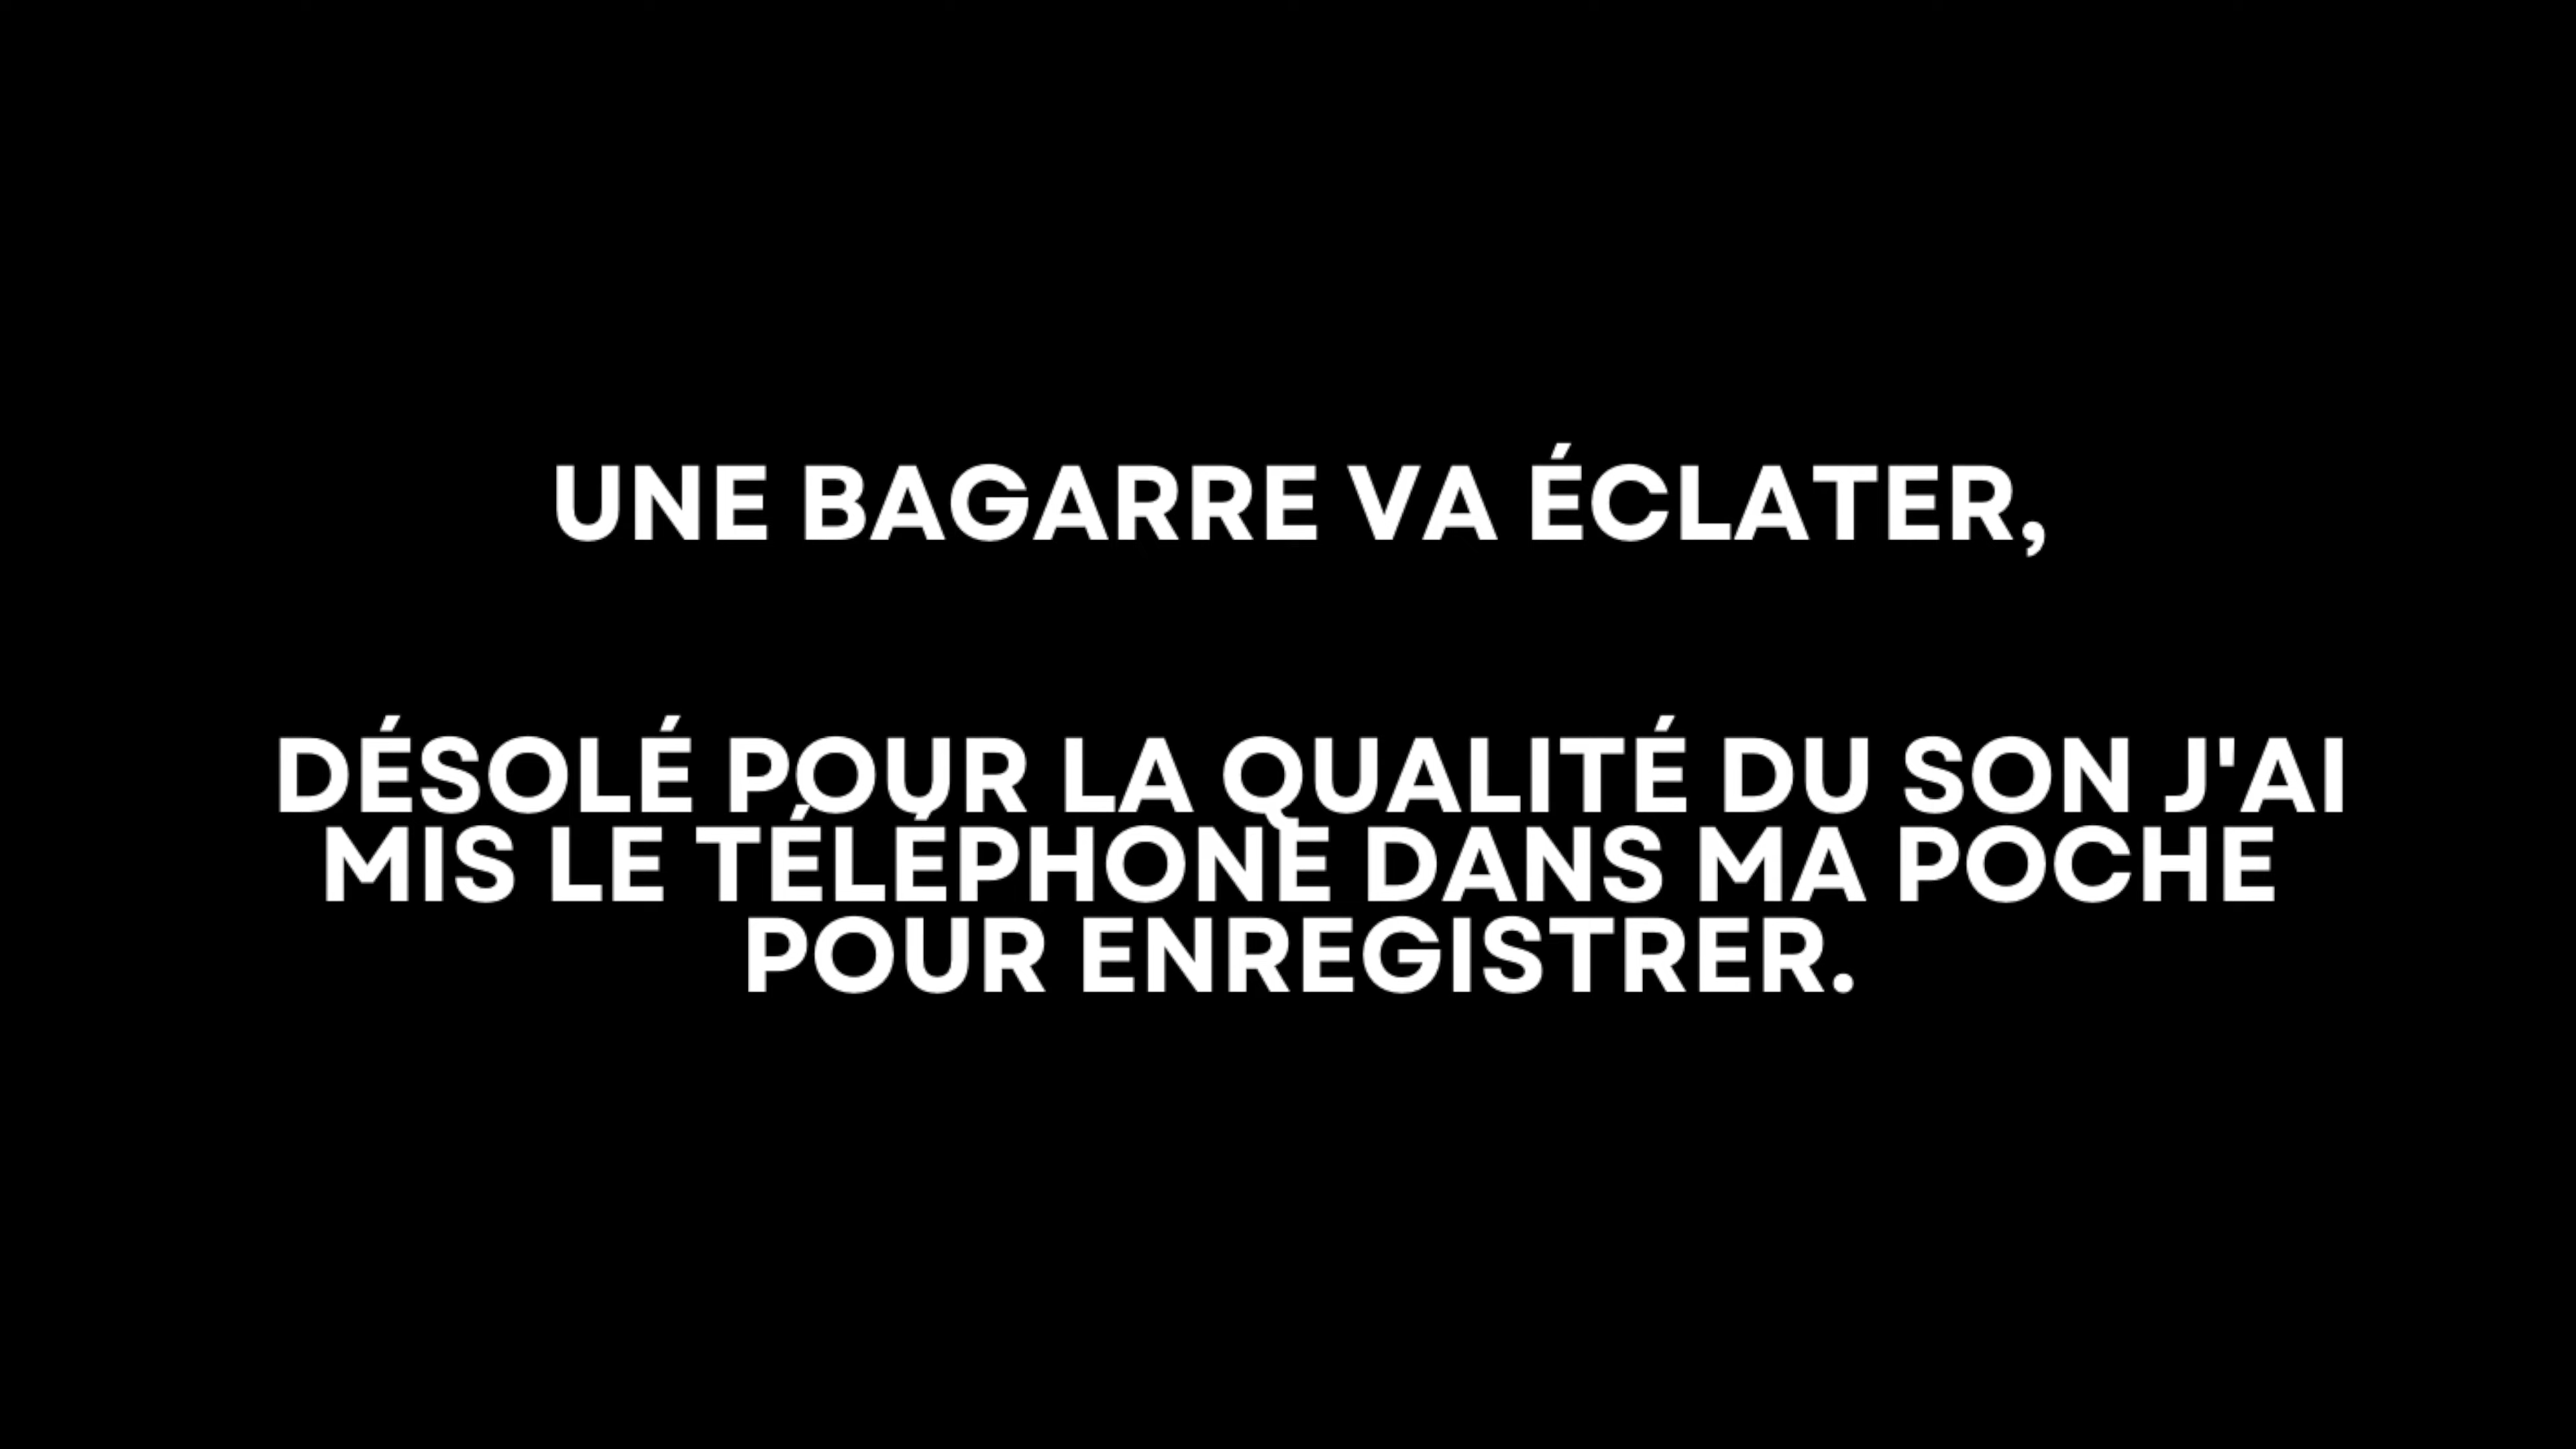 UNE BAGARRE VA ÉCLATER,
DÉSOLÉ POUR LA QUALITÉ DU SON J'AI
MIS LE TÉLÉPHONE DANS MA POCHE
POUR ENREGISTRER.